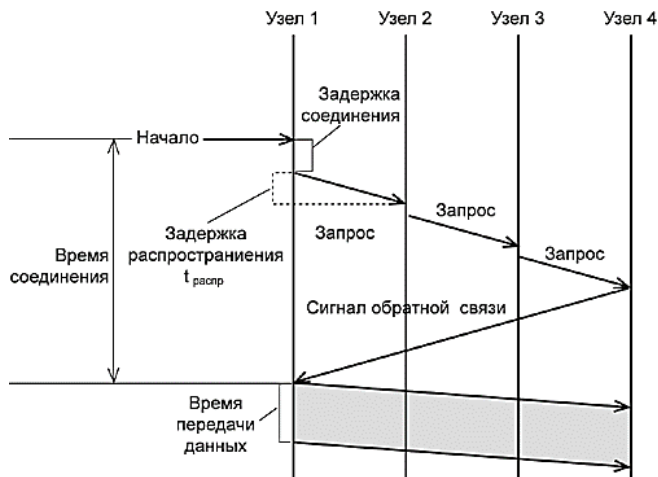 Узел 1 Узел 2 Узел 3 Узел 4
Задержка
соединения
Начало
Запрос
Задержка
распространиения
t распр
Запрос
Запрос
Время
соединения
Сигнал обратной связи
Время
передачи
данных